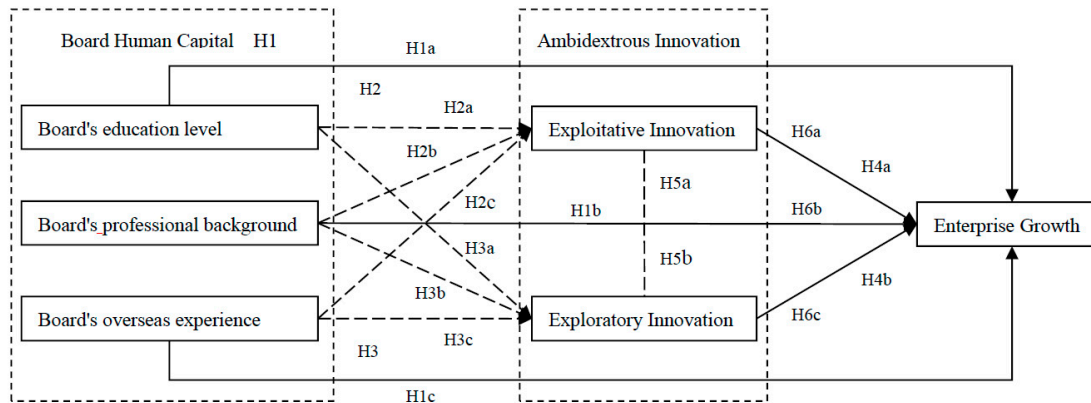 Board Human Capital H1
Ambidextrous Innovation
H1a
H2
Board's education level
H2a
Exploitative Innovation
H6a
H2b
H4a
H5a
H2c
Board's professional background
H1b
H6b
Enterprise Growth
H3a
H5b
H3b
H4b
Board's overseas experience
Exploratory Innovation
H6c
H3
H3c
H1c